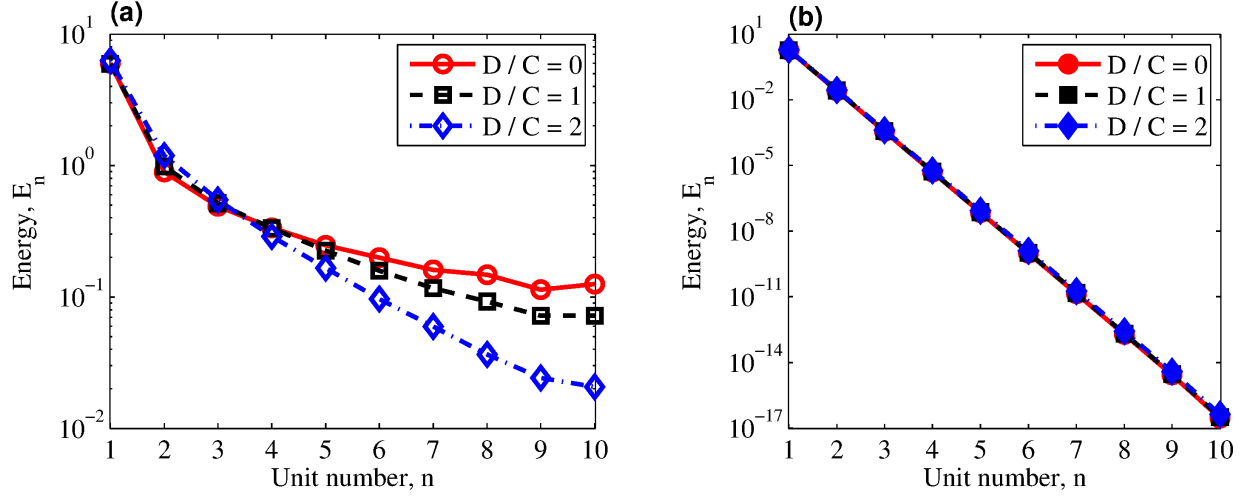 (a)
10^1
10^0
10^-1
10^-2
Energy, E_n
D / C = 0
D / C = 1
D / C = 2
1 2 3 4 5 6 7 8 9 10
Unit number, n
(b)
10^1
10^-2
10^-5
10^-8
10^-11
10^-14
10^-17
Energy, E_n
D / C = 0
D / C = 1
D / C = 2
1 2 3 4 5 6 7 8 9 10
Unit number, n